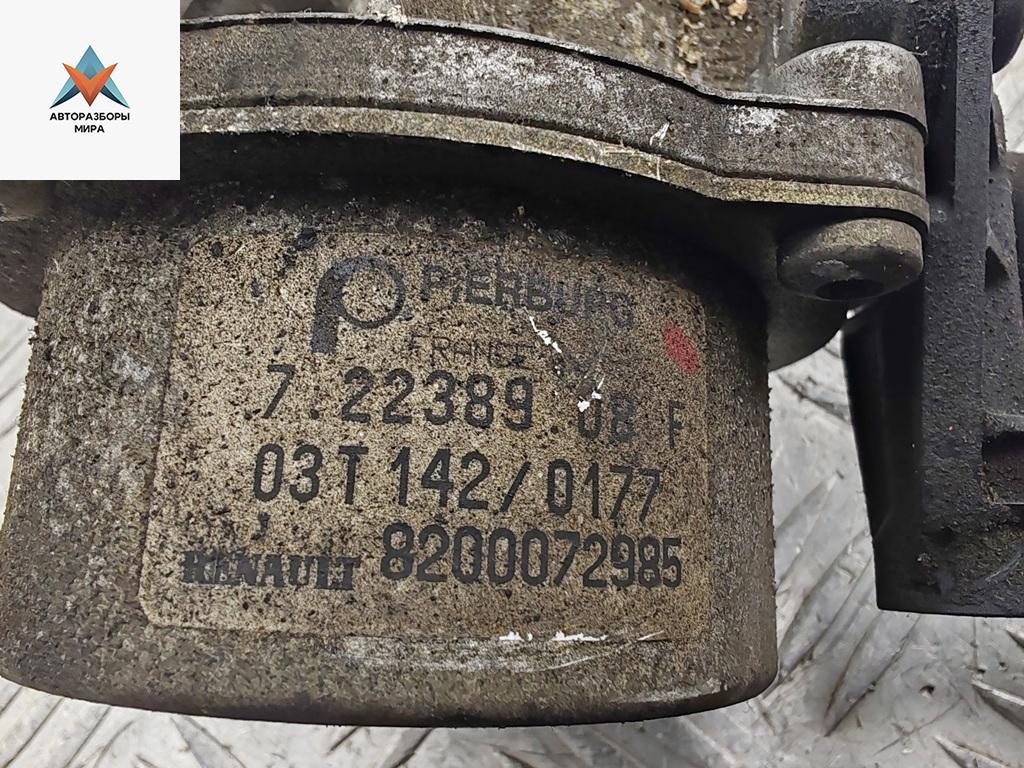 АВТОРАЗБОРЫ
МИРА
PIERBURG
FRANCE
7.22389.08 F
03T 142/0177
RENAULT 8200072985